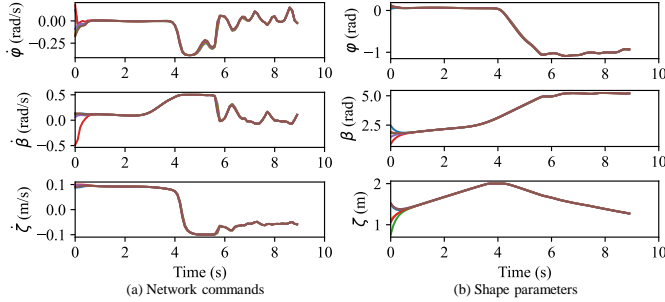 φ̇ (rad/s)
0.00
−0.25
0 2 4 6 8 10
β̇ (rad/s)
0.5
0.0
−0.5
0 2 4 6 8 10
ζ̇ (m/s)
0.1
0.0
−0.1
0 2 4 6 8 10
Time (s)
(a) Network commands
φ (rad)
0
−1
0 2 4 6 8 10
β (rad)
5.0
2.5
0 2 4 6 8 10
ζ (m)
2
1
0 2 4 6 8 10
Time (s)
(b) Shape parameters